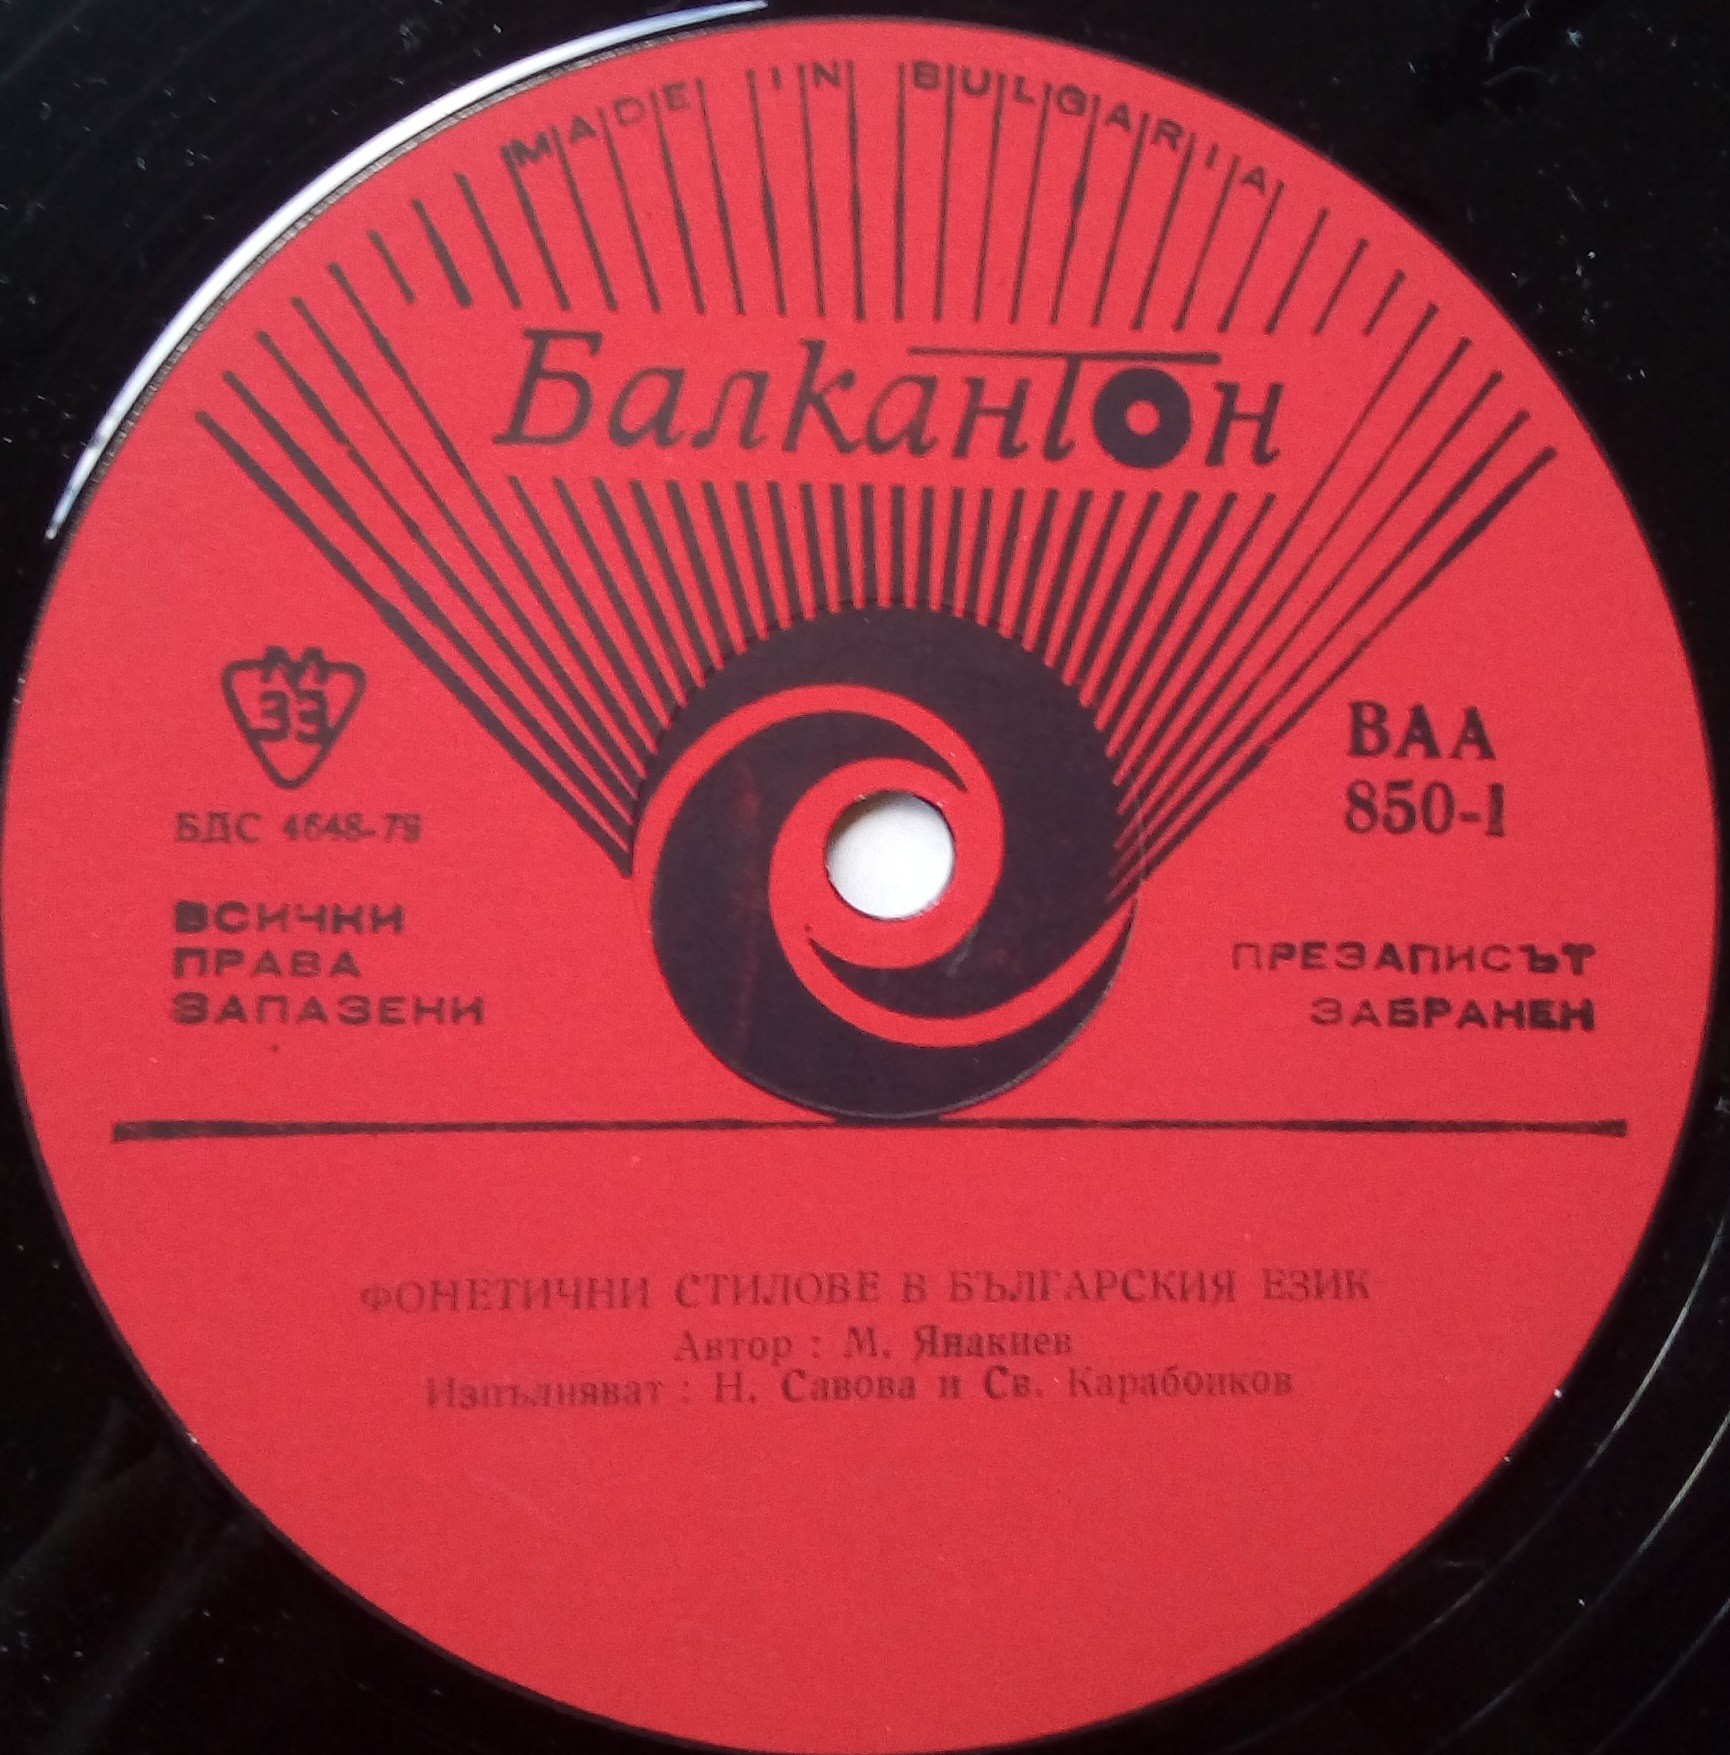 MADE IN BULGARIA
Балкантон
М
33
БДС 4648-79
ВСИЧКИ
ПРАВА
ЗАПАЗЕНИ
ВАА
850-1
ПРЕЗАПИСЪТ
ЗАБРАНЕН
ФОНЕТИЧНИ СТИЛОВЕ В БЪЛГАРСКИЯ ЕЗИК
Автор : М. Янакиев
Изпълняват : Н. Савова и Св. Карабойков